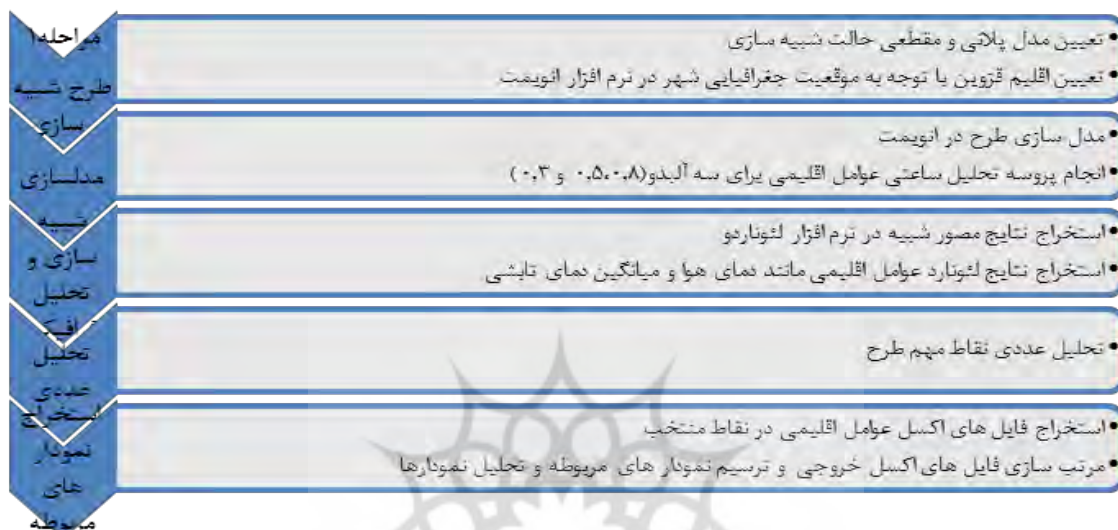 مراحله۱
طرح شبیه
سازی
• تعیین مدل پلانی و مقطعی حالت شبیه سازی
• تعیین اقلیم قزوین با توجه به موقعیت جغرافیایی شهر در نرم افزار انویمت
مدلسازی
• مدل سازی طرح در انویمت
• انجام پروسه تحلیل ساعتی عوامل اقلیمی برای سه آلبدو(۰.۵،۰.۸ و ۰.۳)
شبیه
سازی و
تحلیل
• استخراج نتایج مصور شبیه در نرم افزار لئوناردو
• استخراج نتایج لئونارد عوامل اقلیمی مانند دمای هوا و میانگین دمای تابشی
تحلیل
عددی
• تحلیل عددی نقاط مهم طرح
استخراج
نمودار
های
مربوطه
• استخراج فایل های اکسل عوامل اقلیمی در نقاط منتخب
• مرتب سازی فایل های اکسل خروجی و ترسیم نمودار های مربوطه و تحلیل نمودارها